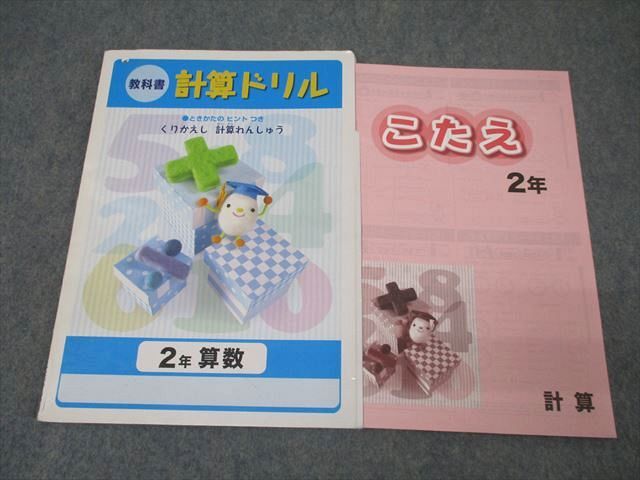 教科書
計算ドリル
●ときかたの ヒント つき
くりかえし 計算れんしゅう
2年 算数
こたえ
2年
計算